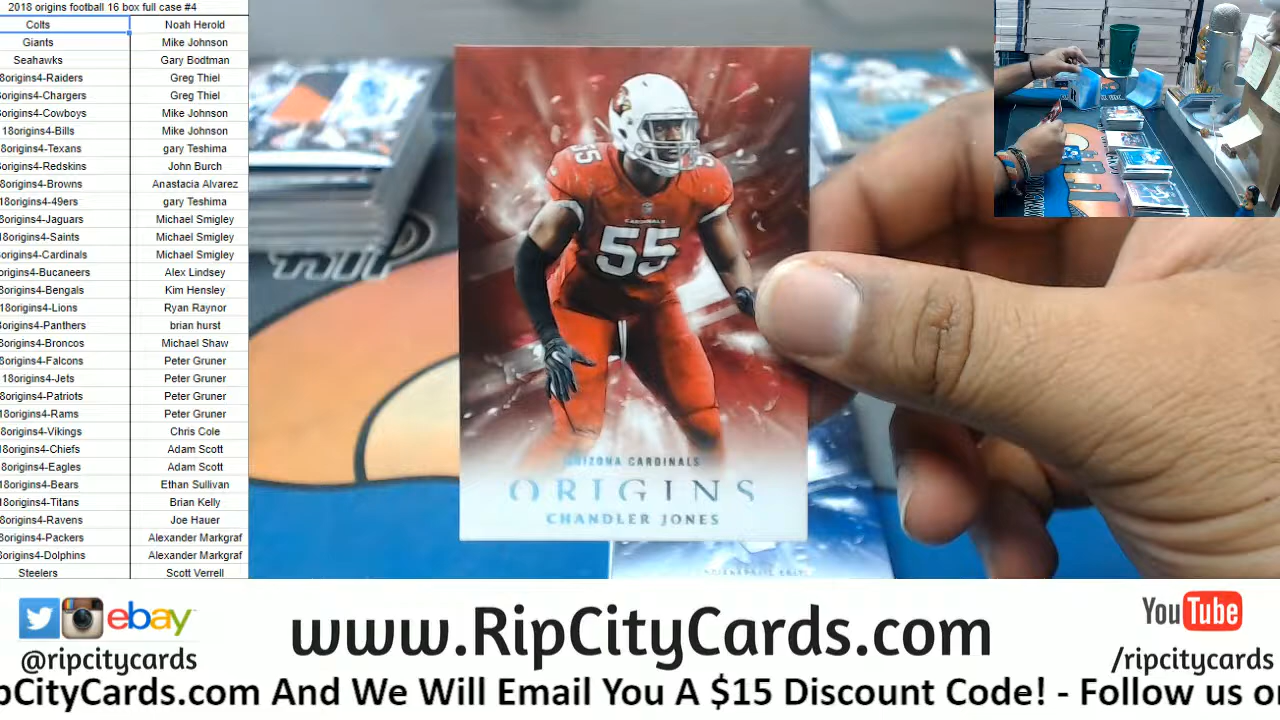 2018 origins football 16 box full case #4
Colts Noah Herold
Giants Mike Johnson
Seahawks Gary Bodtman
8origins4-Raiders Greg Thiel
origins4-Chargers Greg Thiel
origins4-Cowboys Mike Johnson
18origins4-Bills Mike Johnson
8origins4-Texans gary Teshima
origins4-Redskins John Burch
8origins4-Browns Anastacia Alvarez
8origins4-49ers gary Teshima
8origins4-Jaguars Michael Smigley
18origins4-Saints Michael Smigley
origins4-Cardinals Michael Smigley
origins4-Bucaneers Alex Lindsey
8origins4-Bengals Kim Hensley
18origins4-Lions Ryan Raynor
8origins4-Panthers brian hurst
8origins4-Broncos Michael Shaw
8origins4-Falcons Peter Gruner
18origins4-Jets Peter Gruner
8origins4-Patriots Peter Gruner
18origins4-Rams Peter Gruner
8origins4-Vikings Chris Cole
18origins4-Chiefs Adam Scott
8origins4-Eagles Adam Scott
18origins4-Bears Ethan Sullivan
18origins4-Titans Brian Kelly
8origins4-Ravens Joe Hauer
8origins4-Packers Alexander Markgraf
origins4-Dolphins Alexander Markgraf
Steelers Scott Verrell
55 55
CARDINALS
55
ARIZONA CARDINALS
ORIGINS
CHANDLER JONES
ebay
@ripcitycards
www.RipCityCards.com
YouTube
/ripcitycards
pCityCards.com And We Will Email You A $15 Discount Code! - Follow us o